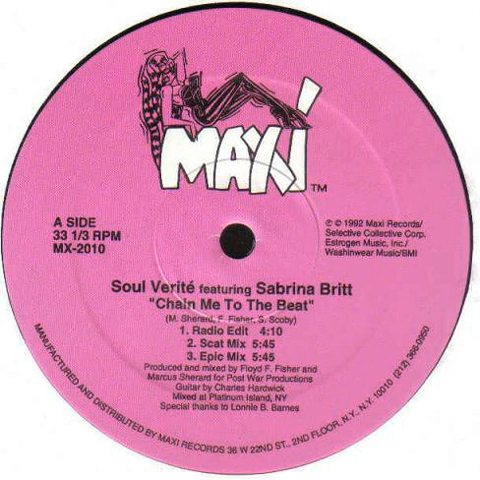 MAXI
TM
A SIDE
33 1/3 RPM
MX-2010
℗ © 1992 Maxi Records/
Selective Collective Corp.
Estrogen Music, Inc./
Washinwear Music/BMI
Soul Verité featuring Sabrina Britt
"Chain Me To The Beat"
(M. Sherard, F. Fisher, S. Scoby)
1. Radio Edit 4:10
2. Scat Mix 5:45
3. Epic Mix 5:45
Produced and mixed by Floyd F. Fisher and
Marcus Sherard for Post War Productions
Guitar by Charles Hardwick
Mixed at Platinum Island, NY
Special thanks to Lonnie B. Barnes
MANUFACTURED AND DISTRIBUTED BY MAXI RECORDS 36 W 22ND ST., 2ND FLOOR, N.Y., N.Y. 10010 (212) 366-0950